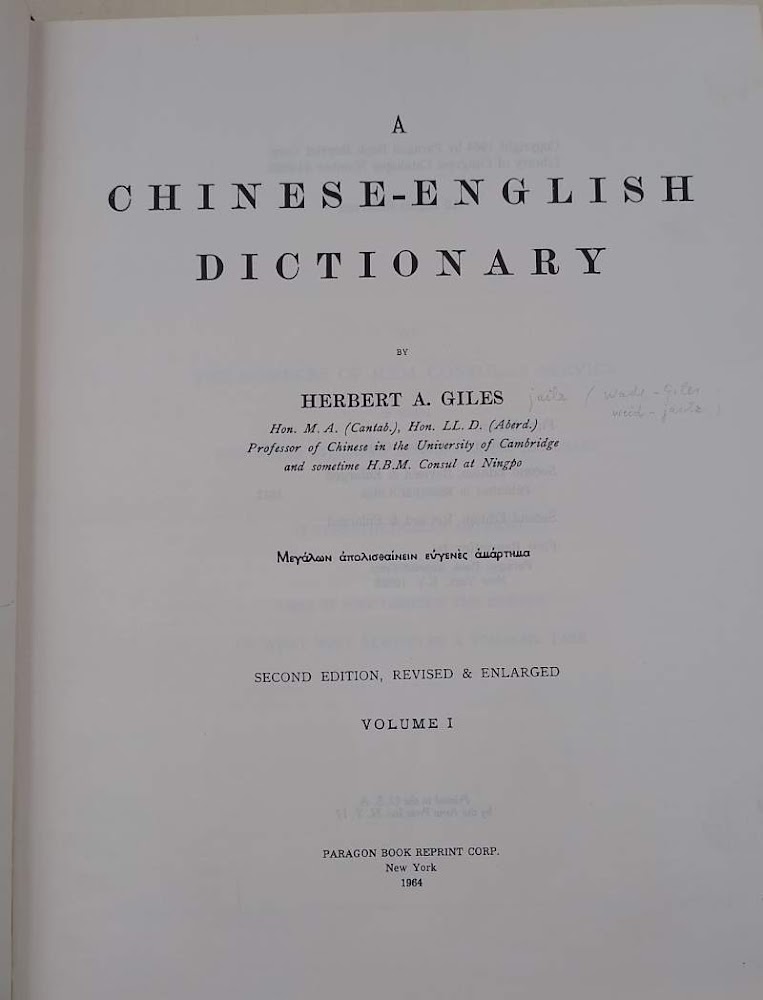 A
CHINESE-ENGLISH
DICTIONARY
BY
HERBERT A. GILES
Hon. M. A. (Cantab.), Hon. LL. D. (Aberd.)
Professor of Chinese in the University of Cambridge
and sometime H.B.M. Consul at Ningpo
Μεγάλων ἀπολισθαίνειν εὐγενὲς ἁμάρτημα
SECOND EDITION, REVISED & ENLARGED
VOLUME I
PARAGON BOOK REPRINT CORP.
New York
1964